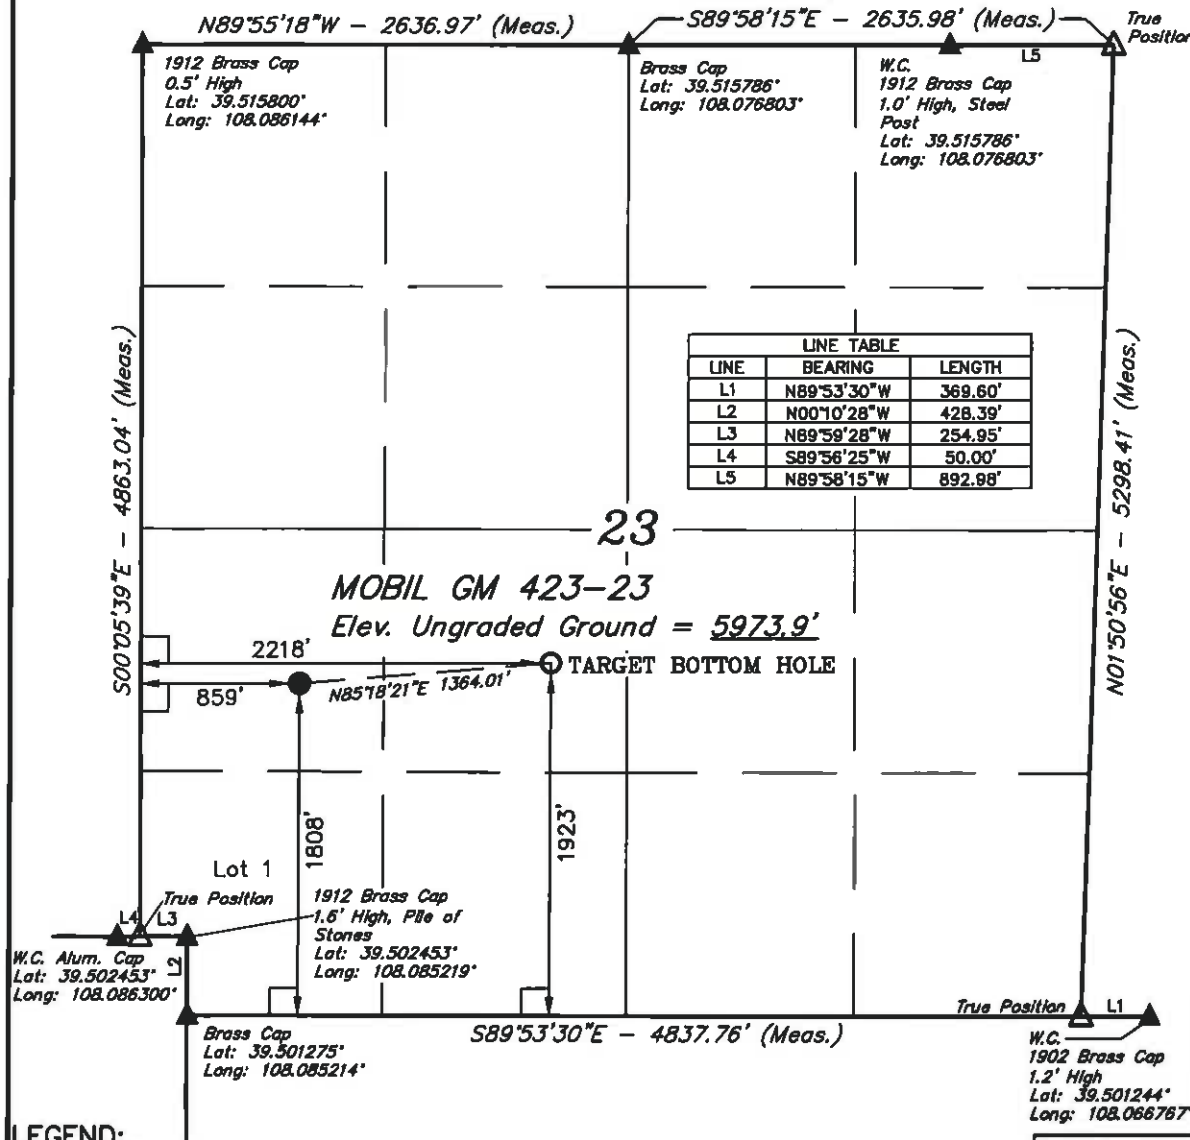 N89°55'18"W – 2636.97' (Meas.)
S89°58'15"E – 2635.98' (Meas.)
True
Position
1912 Brass Cap
0.5' High
Lat: 39.515800°
Long: 108.086144°
Brass Cap
Lat: 39.515786°
Long: 108.076803°
W.C.
1912 Brass Cap
1.0' High, Steel
Post
Lat: 39.515786°
Long: 108.076803°
L5
S00°05'39"E – 4863.04' (Meas.)
LINE TABLE
LINE BEARING LENGTH
L1 N89°53'30"W 369.60'
L2 N00°10'28"W 428.39'
L3 N89°59'28"W 254.95'
L4 S89°56'25"W 50.00'
L5 N89°58'15"W 892.98'
N01°50'56"E – 5298.41' (Meas.)
23
MOBIL GM 423–23
Elev. Ungraded Ground = 5973.9'
2218'
TARGET BOTTOM HOLE
859'
N85°18'21"E 1364.01'
1808'
1923'
Lot 1
True Position
L4 L3
1912 Brass Cap
1.6' High, Pile of
Stones
Lat: 39.502453°
Long: 108.085219°
W.C. Alum. Cap
Lat: 39.502453°
Long: 108.086300°
L2
Brass Cap
Lat: 39.501275°
Long: 108.085214°
S89°53'30"E – 4837.76' (Meas.)
True Position
L1
W.C.
1902 Brass Cap
1.2' High
Lat: 39.501244°
Long: 108.066767°
LEGEND: